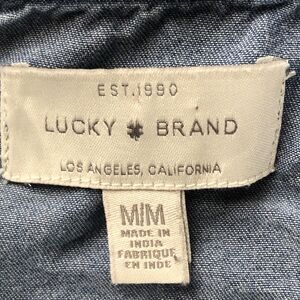 EST.1990
LUCKY BRAND
LOS ANGELES, CALIFORNIA
M/M
MADE IN
INDIA
FABRIQUE
EN INDE